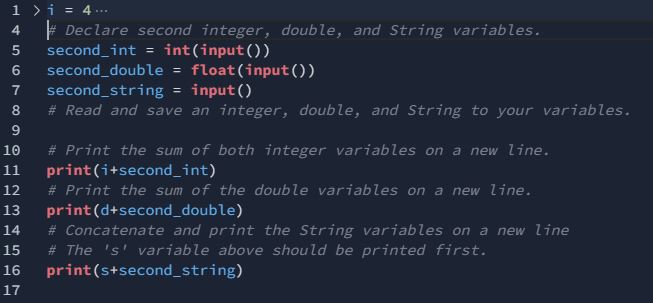 1 > i = 4 ···
4 # Declare second integer, double, and String variables.
5 second_int = int(input())
6 second_double = float(input())
7 second_string = input()
8 # Read and save an integer, double, and String to your variables.
9
10 # Print the sum of both integer variables on a new line.
11 print(i+second_int)
12 # Print the sum of the double variables on a new line.
13 print(d+second_double)
14 # Concatenate and print the String variables on a new line
15 # The 's' variable above should be printed first.
16 print(s+second_string)
17